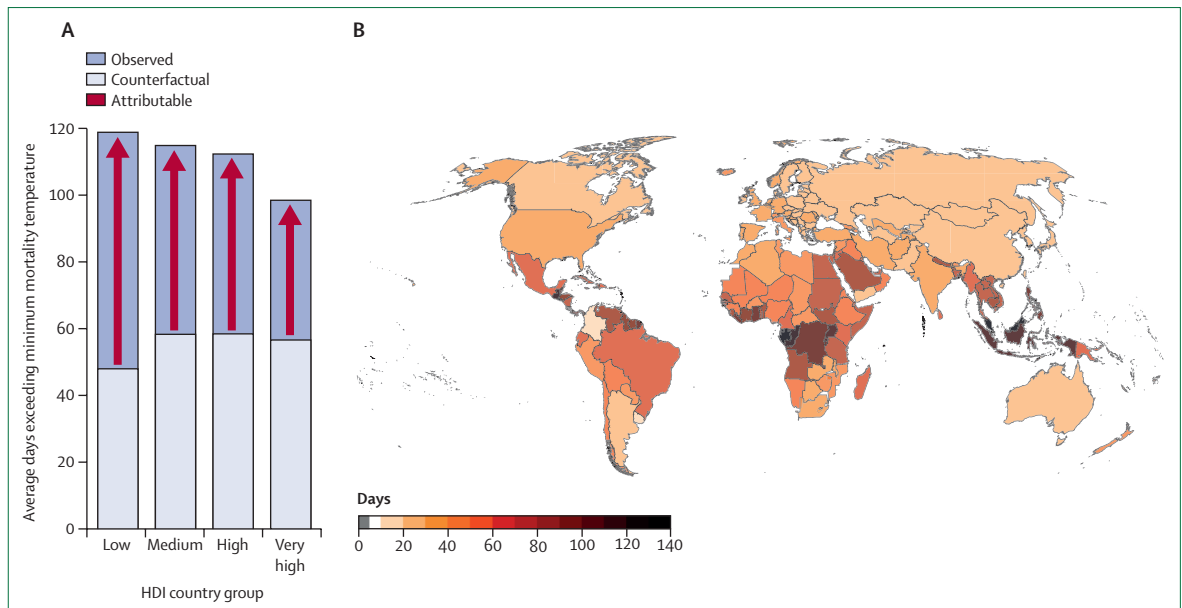 A
Observed
Counterfactual
Attributable
Average days exceeding minimum mortality temperature
120
100
80
60
40
20
0
Low
Medium
High
Very
high
HDI country group
B
Days
0
20
40
60
80
100
120
140